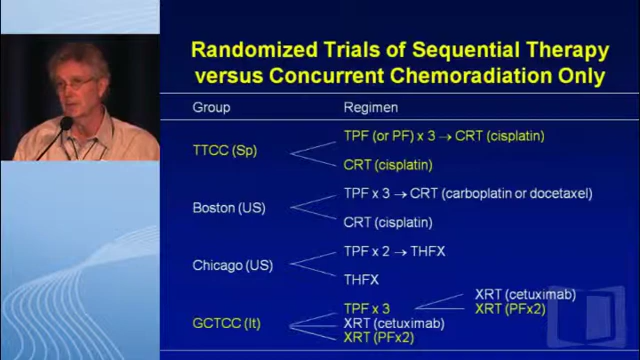 Randomized Trials of Sequential Therapy
versus Concurrent Chemoradiation Only
Group Regimen
TTCC (Sp)
TPF (or PF) x 3 → CRT (cisplatin)
CRT (cisplatin)
Boston (US)
TPF x 3 → CRT (carboplatin or docetaxel)
CRT (cisplatin)
Chicago (US)
TPF x 2 → THFX
THFX
GCTCC (It)
TPF x 3
XRT (cetuximab)
XRT (PFx2)
XRT (cetuximab)
XRT (PFx2)